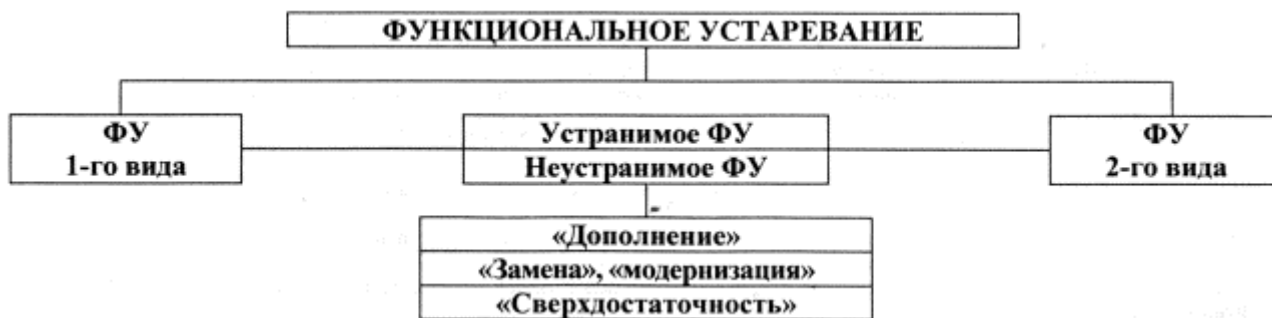 ФУНКЦИОНАЛЬНОЕ УСТАРЕВАНИЕ
ФУ
1-го вида
Устранимое ФУ
Неустранимое ФУ
ФУ
2-го вида
«Дополнение»
«Замена», «модернизация»
«Сверхдостаточность»